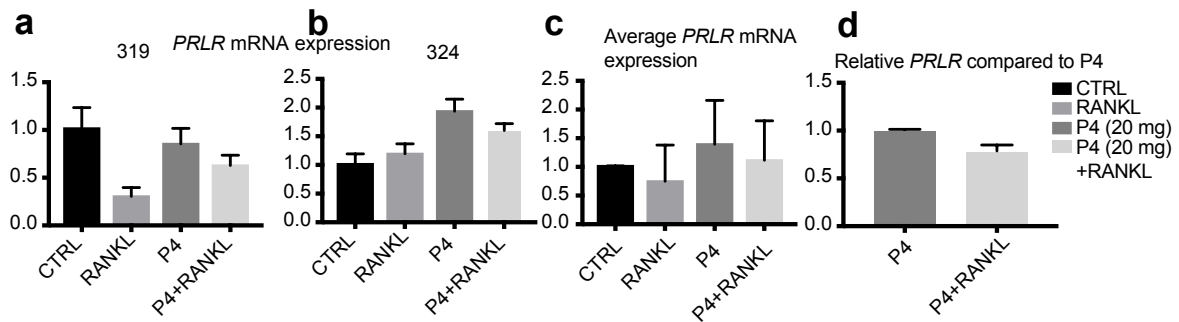 a
319
PRLR mRNA expression
1.5
1.0
0.5
0.0
CTRL
RANKL
P4
P4+RANKL
b
324
2.5
2.0
1.5
1.0
0.5
0.0
CTRL
RANKL
P4
P4+RANKL
c
Average PRLR mRNA
expression
2.5
2.0
1.5
1.0
0.5
0.0
CTRL
RANKL
P4
P4+RANKL
d
Relative PRLR compared to P4
1.5
1.0
0.5
0.0
P4
P4+RANKL
CTRL
RANKL
P4 (20 mg)
P4 (20 mg)
+RANKL